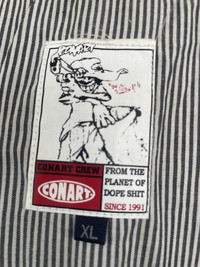 CONART CREW
CONART
FROM THE
PLANET OF
DOPE SHIT
SINCE 1991
XL